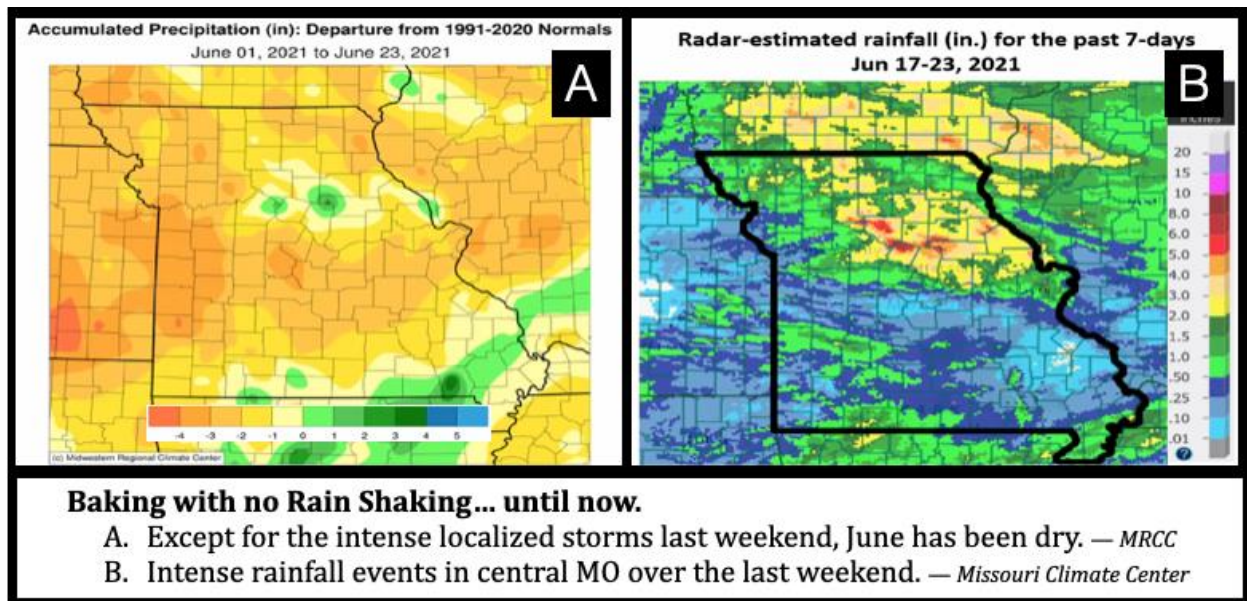 Accumulated Precipitation (in): Departure from 1991-2020 Normals
June 01, 2021 to June 23, 2021
A
-4 -3 -2 -1 0 1 2 3 4 5
(c) Midwestern Regional Climate Center
Radar-estimated rainfall (in.) for the past 7-days
Jun 17-23, 2021
B
inches
20
15
10
8.0
6.0
5.0
4.0
3.0
2.0
1.5
1.0
.50
.25
.10
.01
?
Baking with no Rain Shaking... until now.
A. Except for the intense localized storms last weekend, June has been dry. — MRCC
B. Intense rainfall events in central MO over the last weekend. — Missouri Climate Center